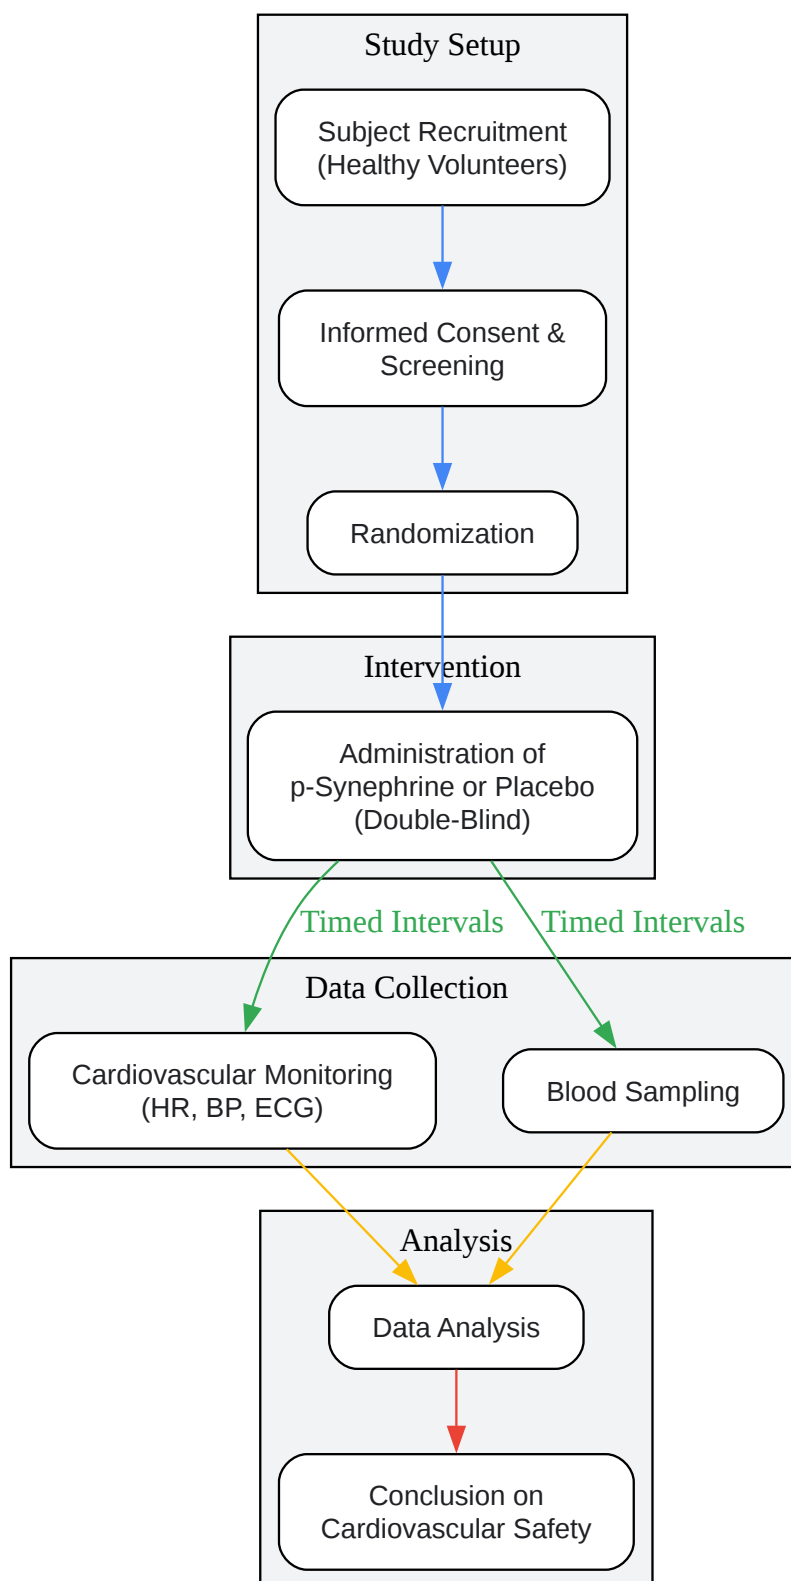 Study Setup
Subject Recruitment
(Healthy Volunteers)
Informed Consent &
Screening
Randomization
Intervention
Administration of
p-Synephrine or Placebo
(Double-Blind)
Timed Intervals
Timed Intervals
Data Collection
Cardiovascular Monitoring
(HR, BP, ECG)
Blood Sampling
Analysis
Data Analysis
Conclusion on
Cardiovascular Safety